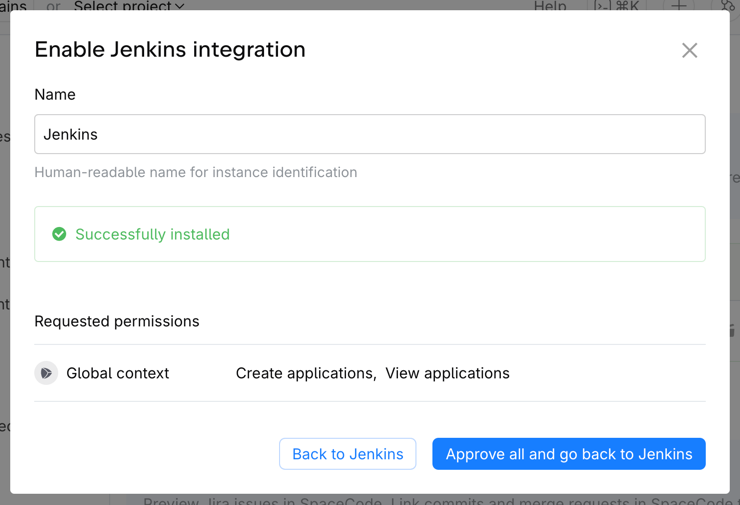 ains or Select project Help ⌘K
Enable Jenkins integration
Name
Jenkins
Human-readable name for instance identification
Successfully installed
Requested permissions
Global context Create applications, View applications
Back to Jenkins Approve all and go back to Jenkins
Preview Jira issues in SpaceCode. Link commits and merge requests in SpaceCode